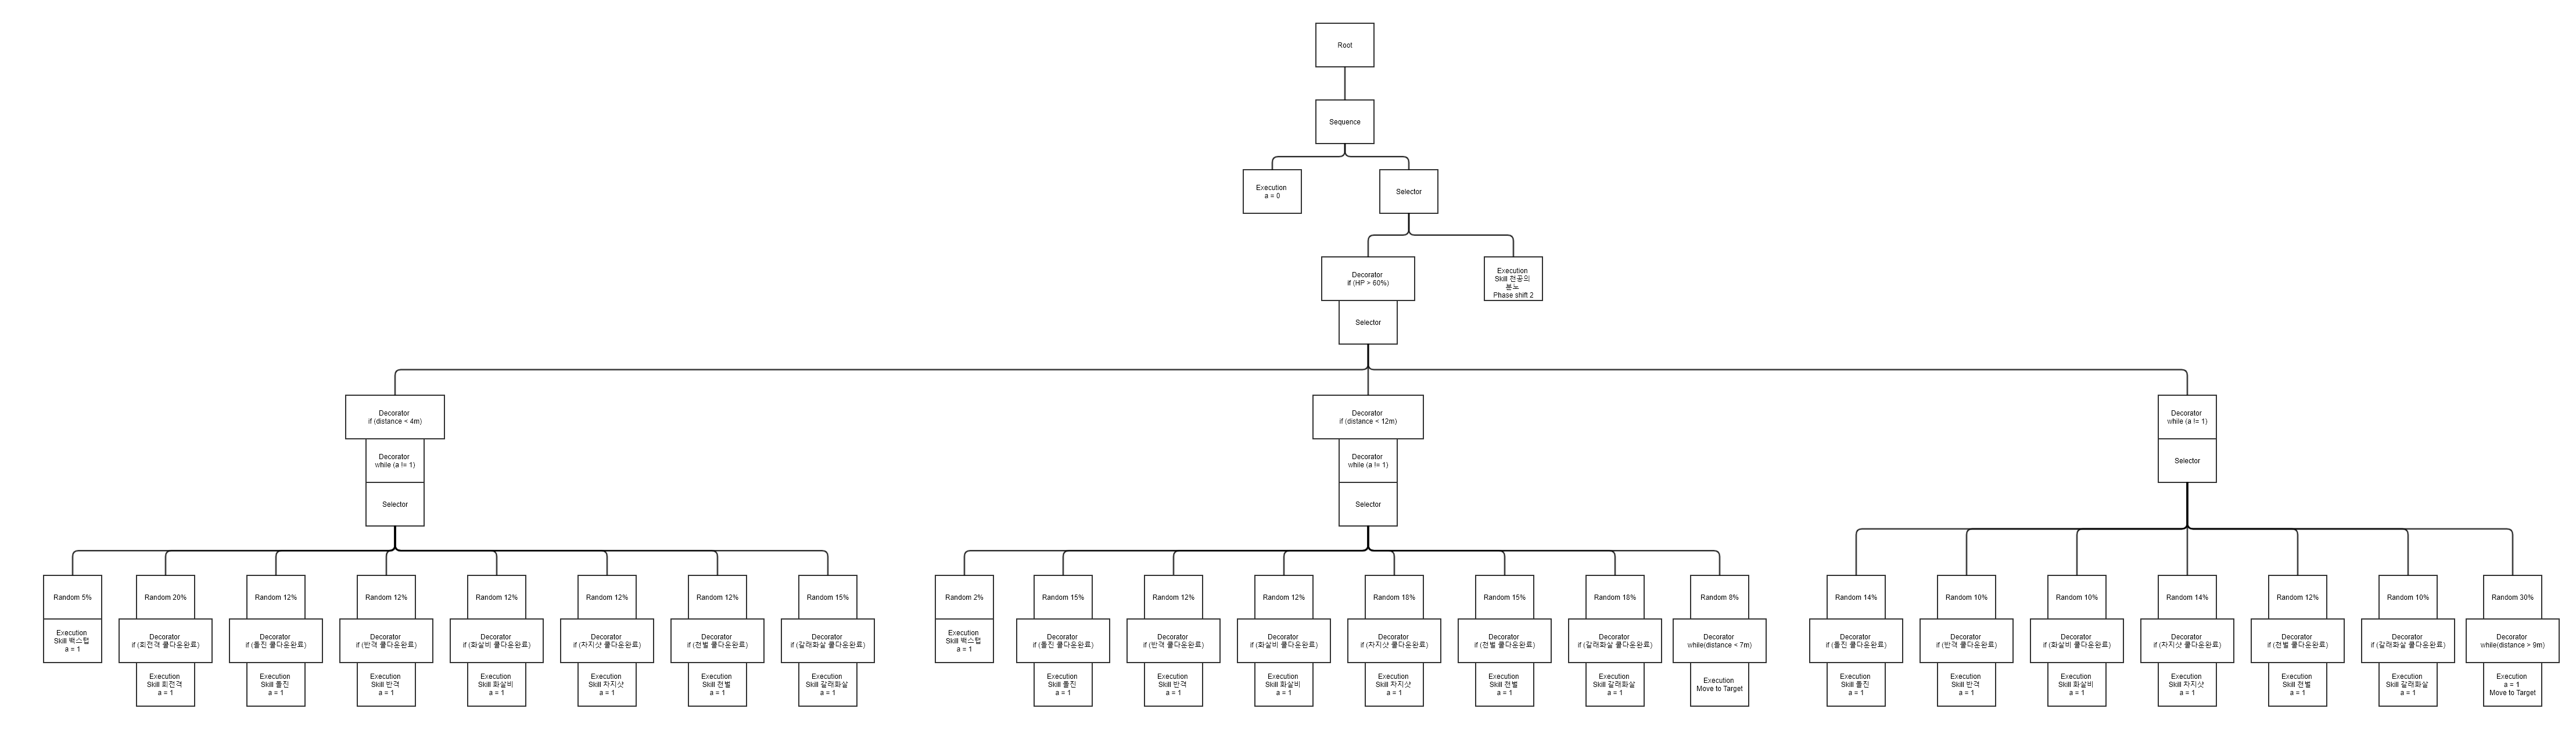 Root
Sequence
Execution
a = 0
Selector
Decorator
if (HP > 60%)
Execution
Skill 전공의
분노
Phase shift 2
Selector
Decorator
if (distance < 4m)
Decorator
while (a != 1)
Selector
Decorator
if (distance < 12m)
Decorator
while (a != 1)
Selector
Decorator
while (a != 1)
Selector
Random 5%
Execution
Skill 백스텝
a = 1
Random 20%
Decorator
if (회전격 쿨다운완료)
Execution
Skill 회전격
a = 1
Random 12%
Decorator
if (돌진 쿨다운완료)
Execution
Skill 돌진
a = 1
Random 12%
Decorator
if (반격 쿨다운완료)
Execution
Skill 반격
a = 1
Random 12%
Decorator
if (화살비 쿨다운완료)
Execution
Skill 화살비
a = 1
Random 12%
Decorator
if (차지샷 쿨다운완료)
Execution
Skill 차지샷
a = 1
Random 12%
Decorator
if (천벌 쿨다운완료)
Execution
Skill 천벌
a = 1
Random 15%
Decorator
if (갈래화살 쿨다운완료)
Execution
Skill 갈래화살
a = 1
Random 2%
Execution
Skill 백스텝
a = 1
Random 15%
Decorator
if (돌진 쿨다운완료)
Execution
Skill 돌진
a = 1
Random 12%
Decorator
if (반격 쿨다운완료)
Execution
Skill 반격
a = 1
Random 12%
Decorator
if (화살비 쿨다운완료)
Execution
Skill 화살비
a = 1
Random 18%
Decorator
if (차지샷 쿨다운완료)
Execution
Skill 차지샷
a = 1
Random 15%
Decorator
if (천벌 쿨다운완료)
Execution
Skill 천벌
a = 1
Random 18%
Decorator
if (갈래화살 쿨다운완료)
Execution
Skill 갈래화살
a = 1
Random 8%
Decorator
while(distance < 7m)
Execution
Move to Target
Random 14%
Decorator
if (돌진 쿨다운완료)
Execution
Skill 돌진
a = 1
Random 10%
Decorator
if (반격 쿨다운완료)
Execution
Skill 반격
a = 1
Random 10%
Decorator
if (화살비 쿨다운완료)
Execution
Skill 화살비
a = 1
Random 14%
Decorator
if (차지샷 쿨다운완료)
Execution
Skill 차지샷
a = 1
Random 12%
Decorator
if (천벌 쿨다운완료)
Execution
Skill 천벌
a = 1
Random 10%
Decorator
if (갈래화살 쿨다운완료)
Execution
Skill 갈래화살
a = 1
Random 30%
Decorator
while(distance > 9m)
Execution
a = 1
Move to Target